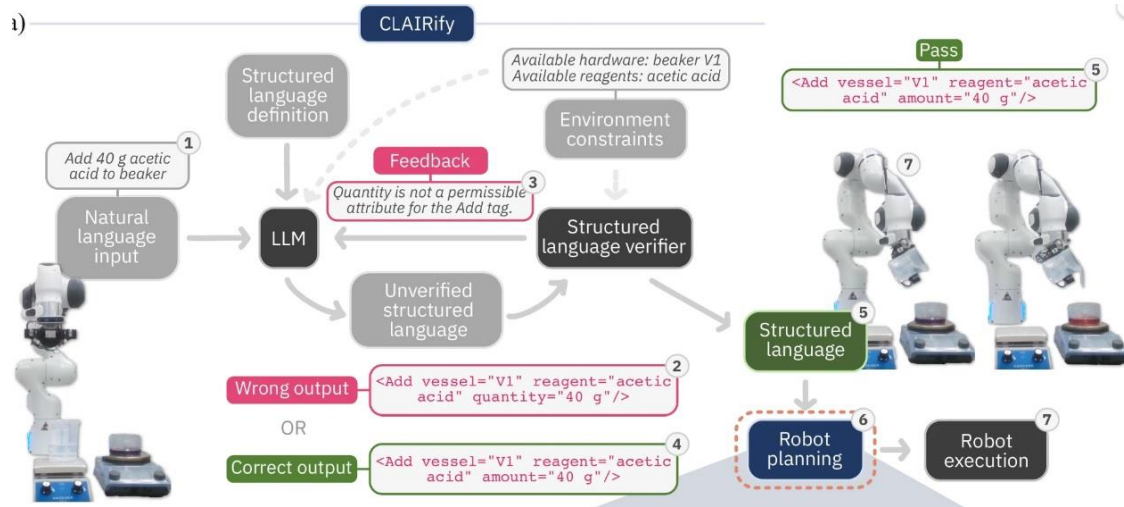 a)
CLAIRify
Structured
language
definition
Available hardware: beaker V1
Available reagents: acetic acid
Environment
constraints
Pass
5
<Add vessel="V1" reagent="acetic
acid" amount="40 g"/>
1
Add 40 g acetic
acid to beaker
Natural
language
input
Feedback
3
Quantity is not a permissible
attribute for the Add tag.
LLM
Structured
language verifier
7
Unverified
structured
language
Structured
language
5
Wrong output
2
<Add vessel="V1" reagent="acetic
acid" quantity="40 g"/>
OR
Correct output
4
<Add vessel="V1" reagent="acetic
acid" amount="40 g"/>
Robot
planning
6
Robot
execution
7